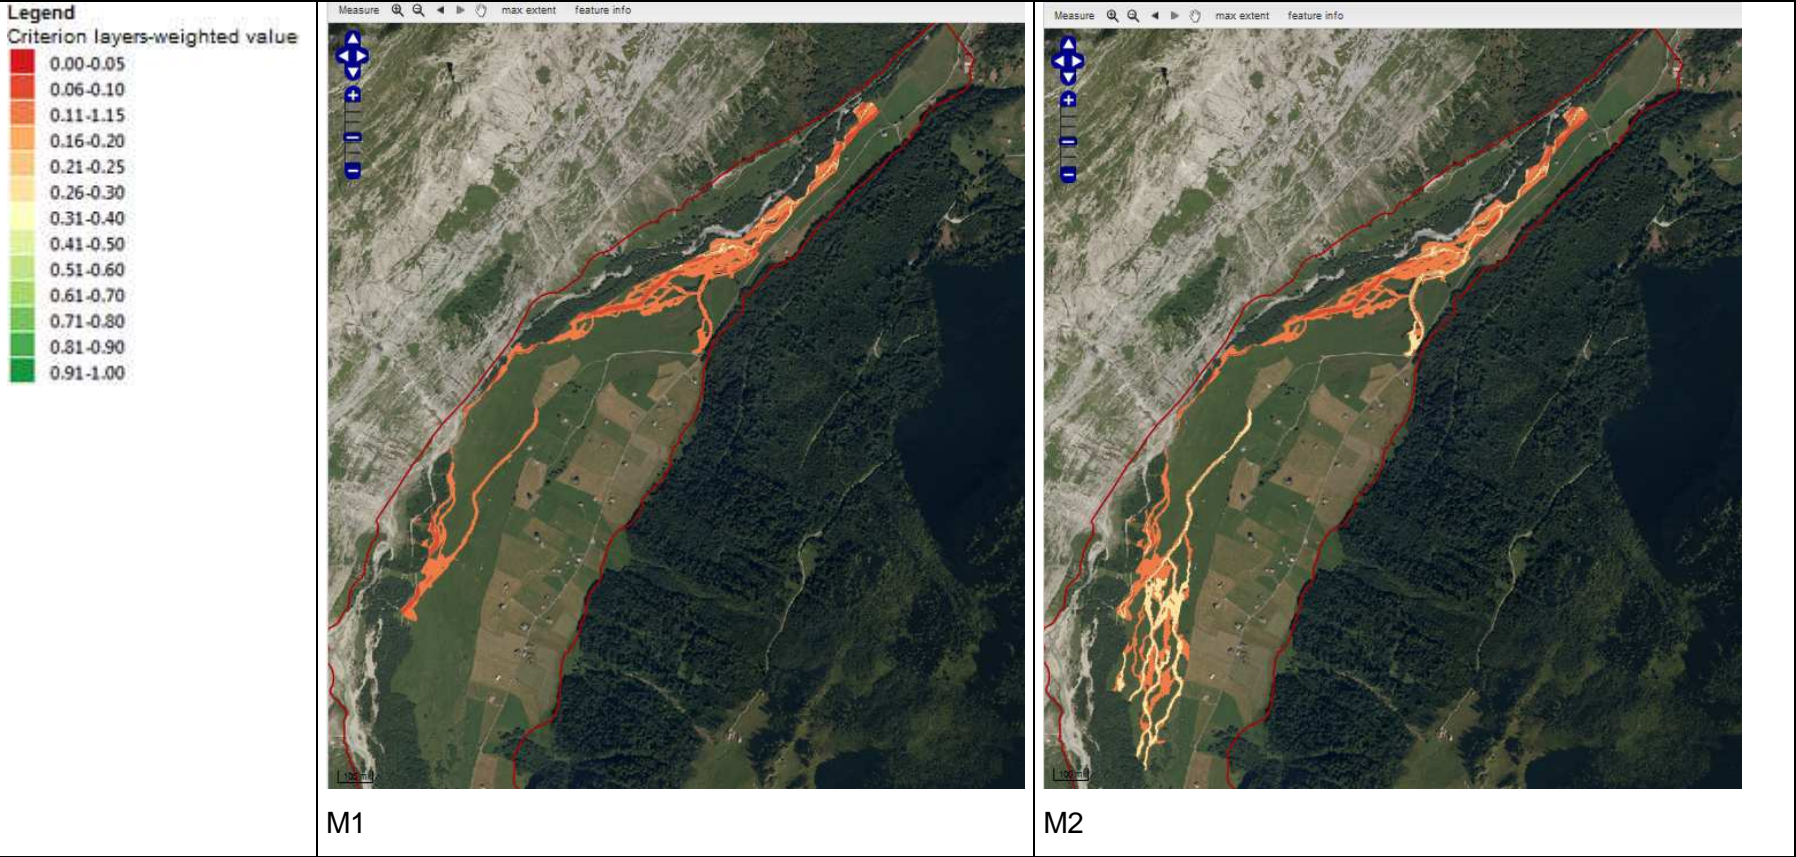 Legend
Criterion layers-weighted value
0.00-0.05
0.06-0.10
0.11-1.15
0.16-0.20
0.21-0.25
0.26-0.30
0.31-0.40
0.41-0.50
0.51-0.60
0.61-0.70
0.71-0.80
0.81-0.90
0.91-1.00
Measure max extent feature info
100 m
M1
Measure max extent feature info
100 m
M2